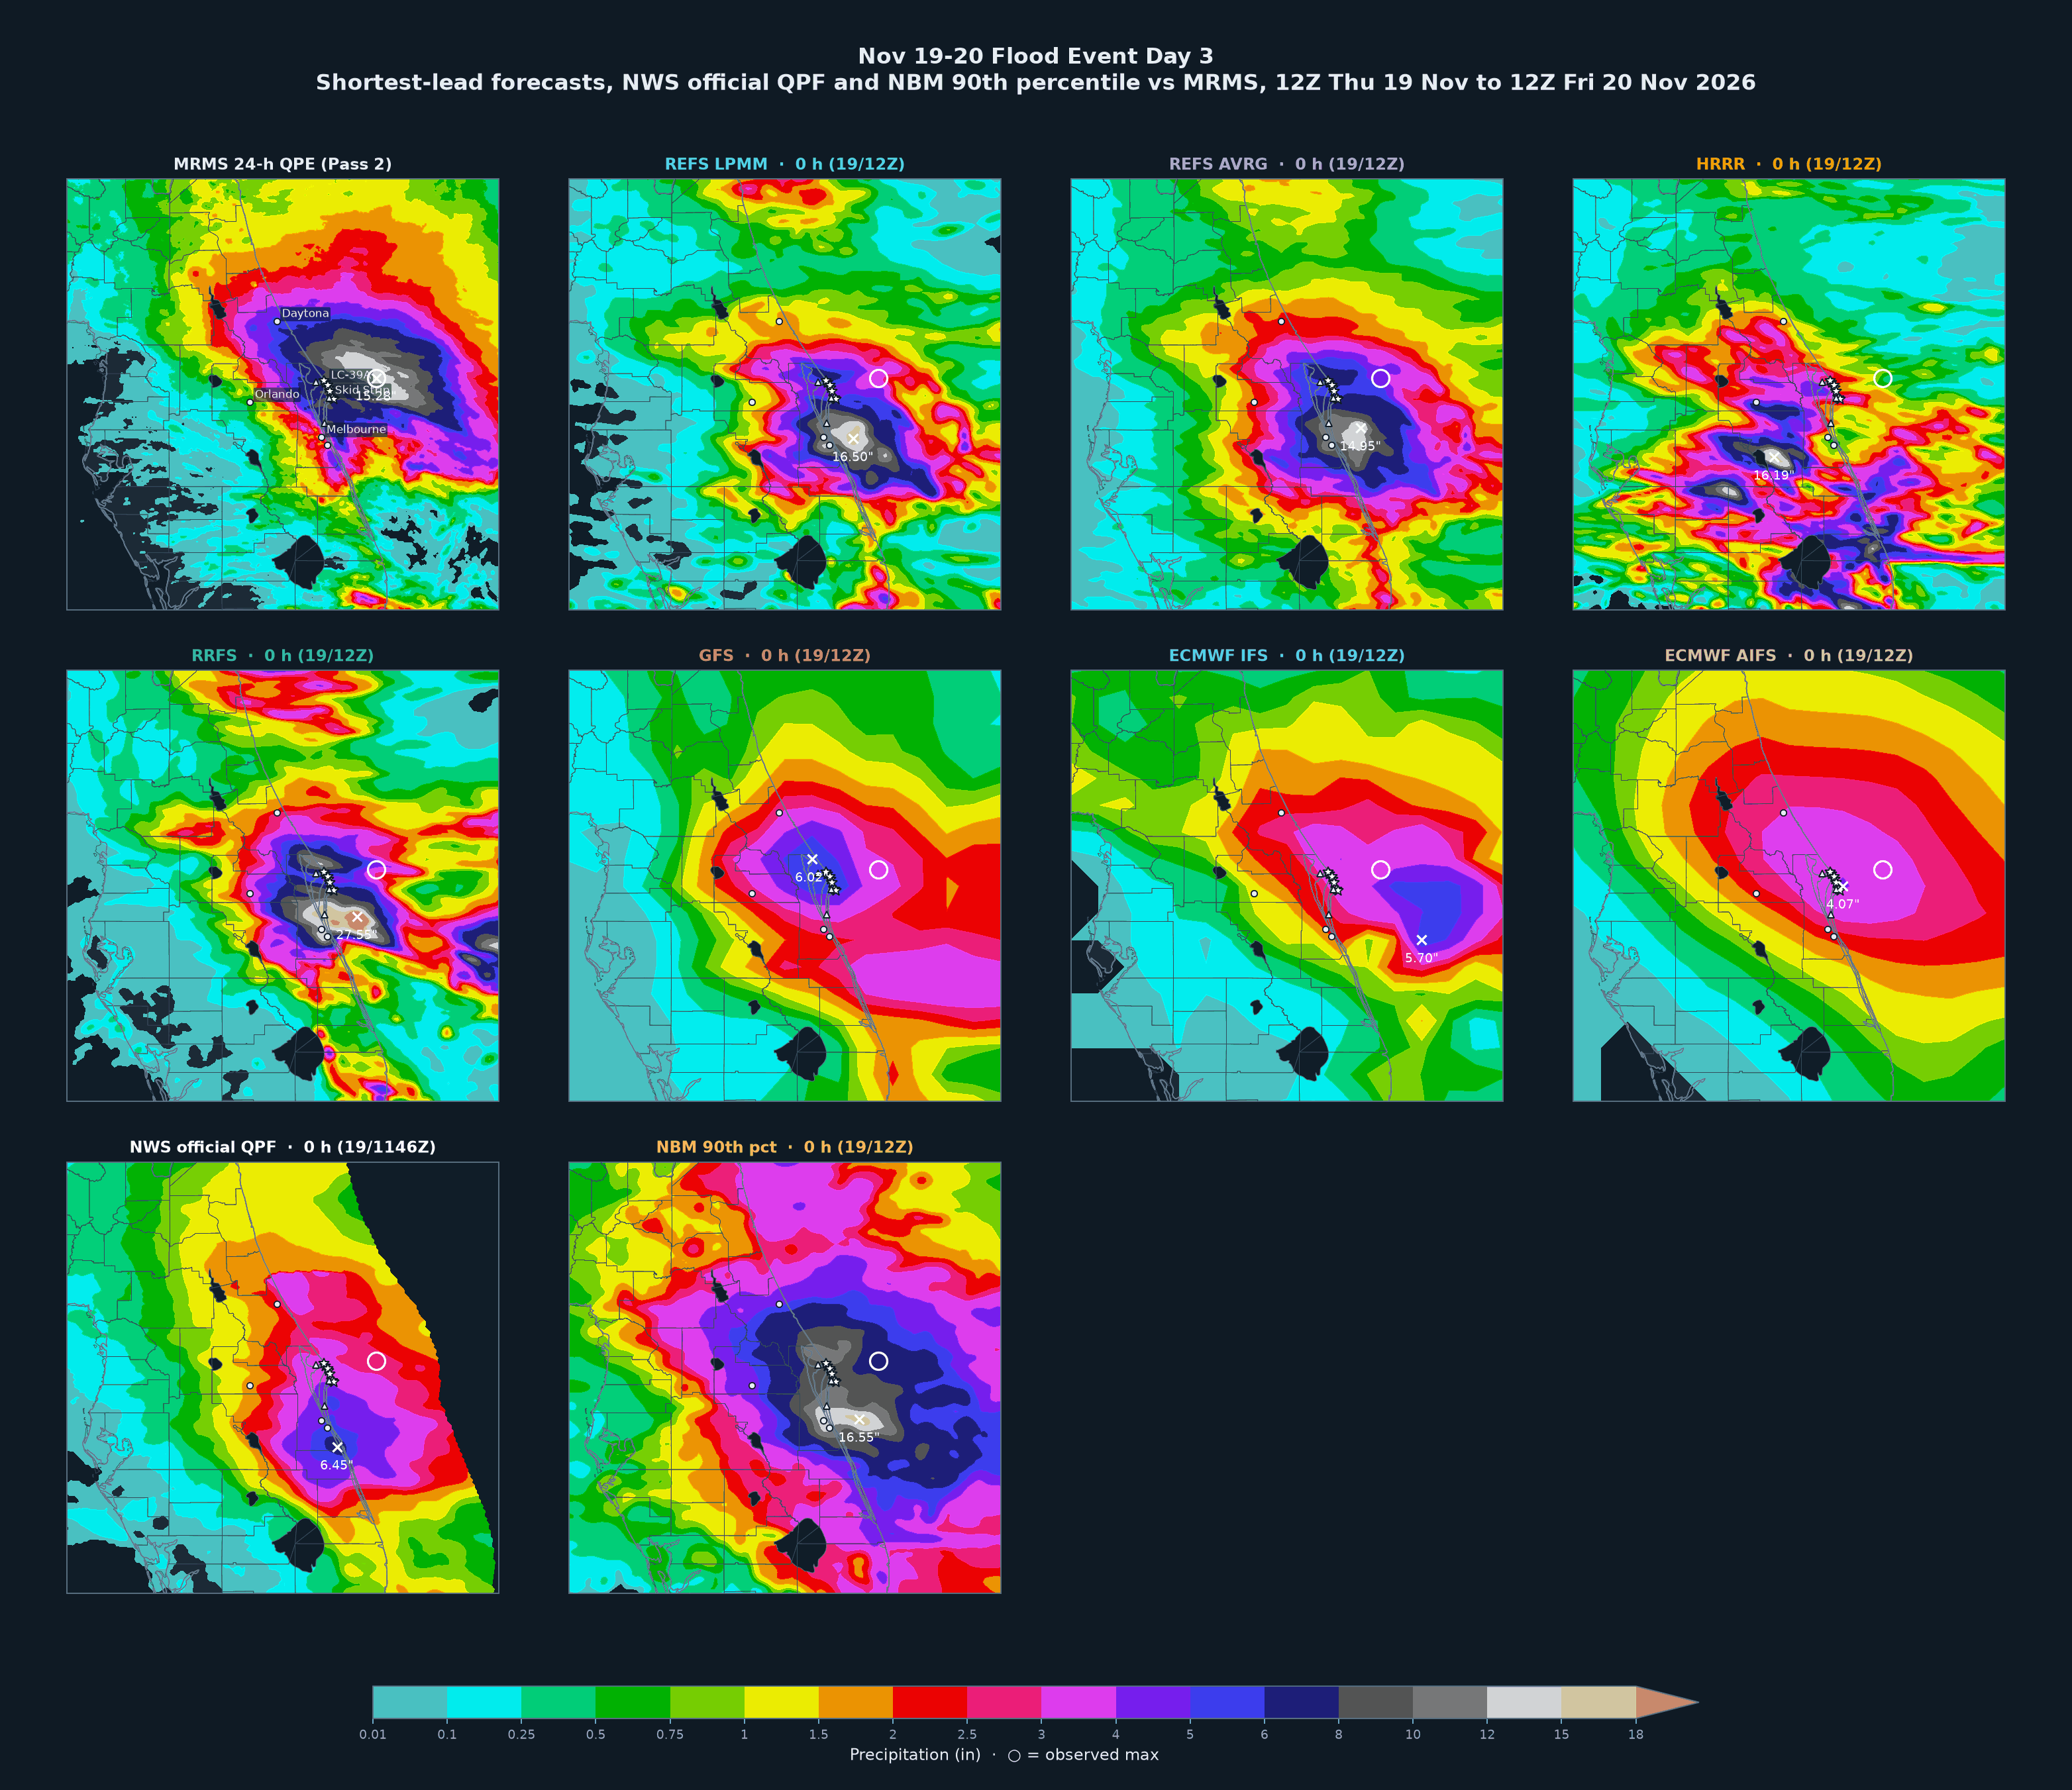 Nov 19-20 Flood Event Day 3
Shortest-lead forecasts, NWS official QPF and NBM 90th percentile vs MRMS, 12Z Thu 19 Nov to 12Z Fri 20 Nov 2026
MRMS 24-h QPE (Pass 2)
REFS LPMM · 0 h (19/12Z)
REFS AVRG · 0 h (19/12Z)
HRRR · 0 h (19/12Z)
Daytona
LC-39A
Skid Strip
15.28"
Orlando
Melbourne
16.50"
14.95"
16.19"
RRFS · 0 h (19/12Z)
GFS · 0 h (19/12Z)
ECMWF IFS · 0 h (19/12Z)
ECMWF AIFS · 0 h (19/12Z)
27.55"
6.02"
5.70"
4.07"
NWS official QPF · 0 h (19/1146Z)
NBM 90th pct · 0 h (19/12Z)
6.45"
16.55"
0.01 0.1 0.25 0.5 0.75 1 1.5 2 2.5 3 4 5 6 8 10 12 15 18
Precipitation (in) · ○ = observed max